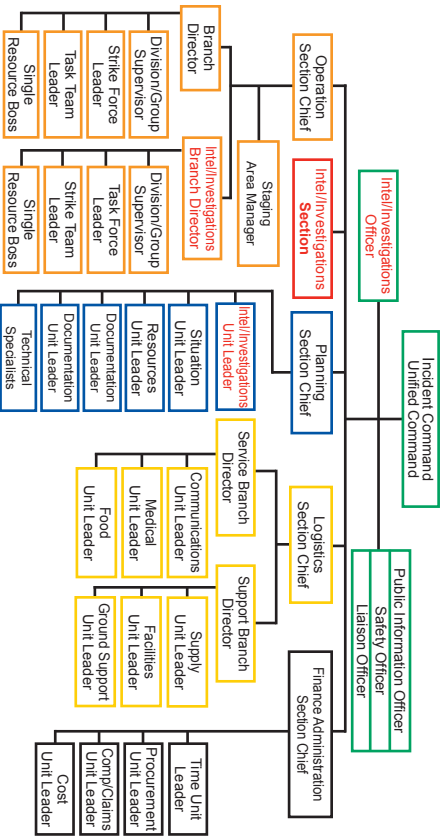 Incident Command
Unified Command
Intel/Investigations
Officer
Public Information Officer
Safety Officer
Liaison Officer
Operation
Section Chief
Intel/Investigations
Section
Planning
Section Chief
Logistics
Section Chief
Finance Administration
Section Chief
Staging
Area Manager
Branch
Director
Division/Group
Supervisor
Strike Force
Leader
Task Team
Leader
Single
Resource Boss
Intel/Investigations
Branch Director
Division/Group
Supervisor
Task Force
Leader
Strike Team
Leader
Single
Resource Boss
Intel/Investigations
Unit Leader
Situation
Unit Leader
Resources
Unit Leader
Documentation
Unit Leader
Documentation
Unit Leader
Technical
Specialists
Service Branch
Director
Communications
Unit Leader
Medical
Unit Leader
Food
Unit Leader
Support Branch
Director
Supply
Unit Leader
Facilities
Unit Leader
Ground Support
Unit Leader
Time Unit
Leader
Procurement
Unit Leader
Comp/Claims
Unit Leader
Cost
Unit Leader